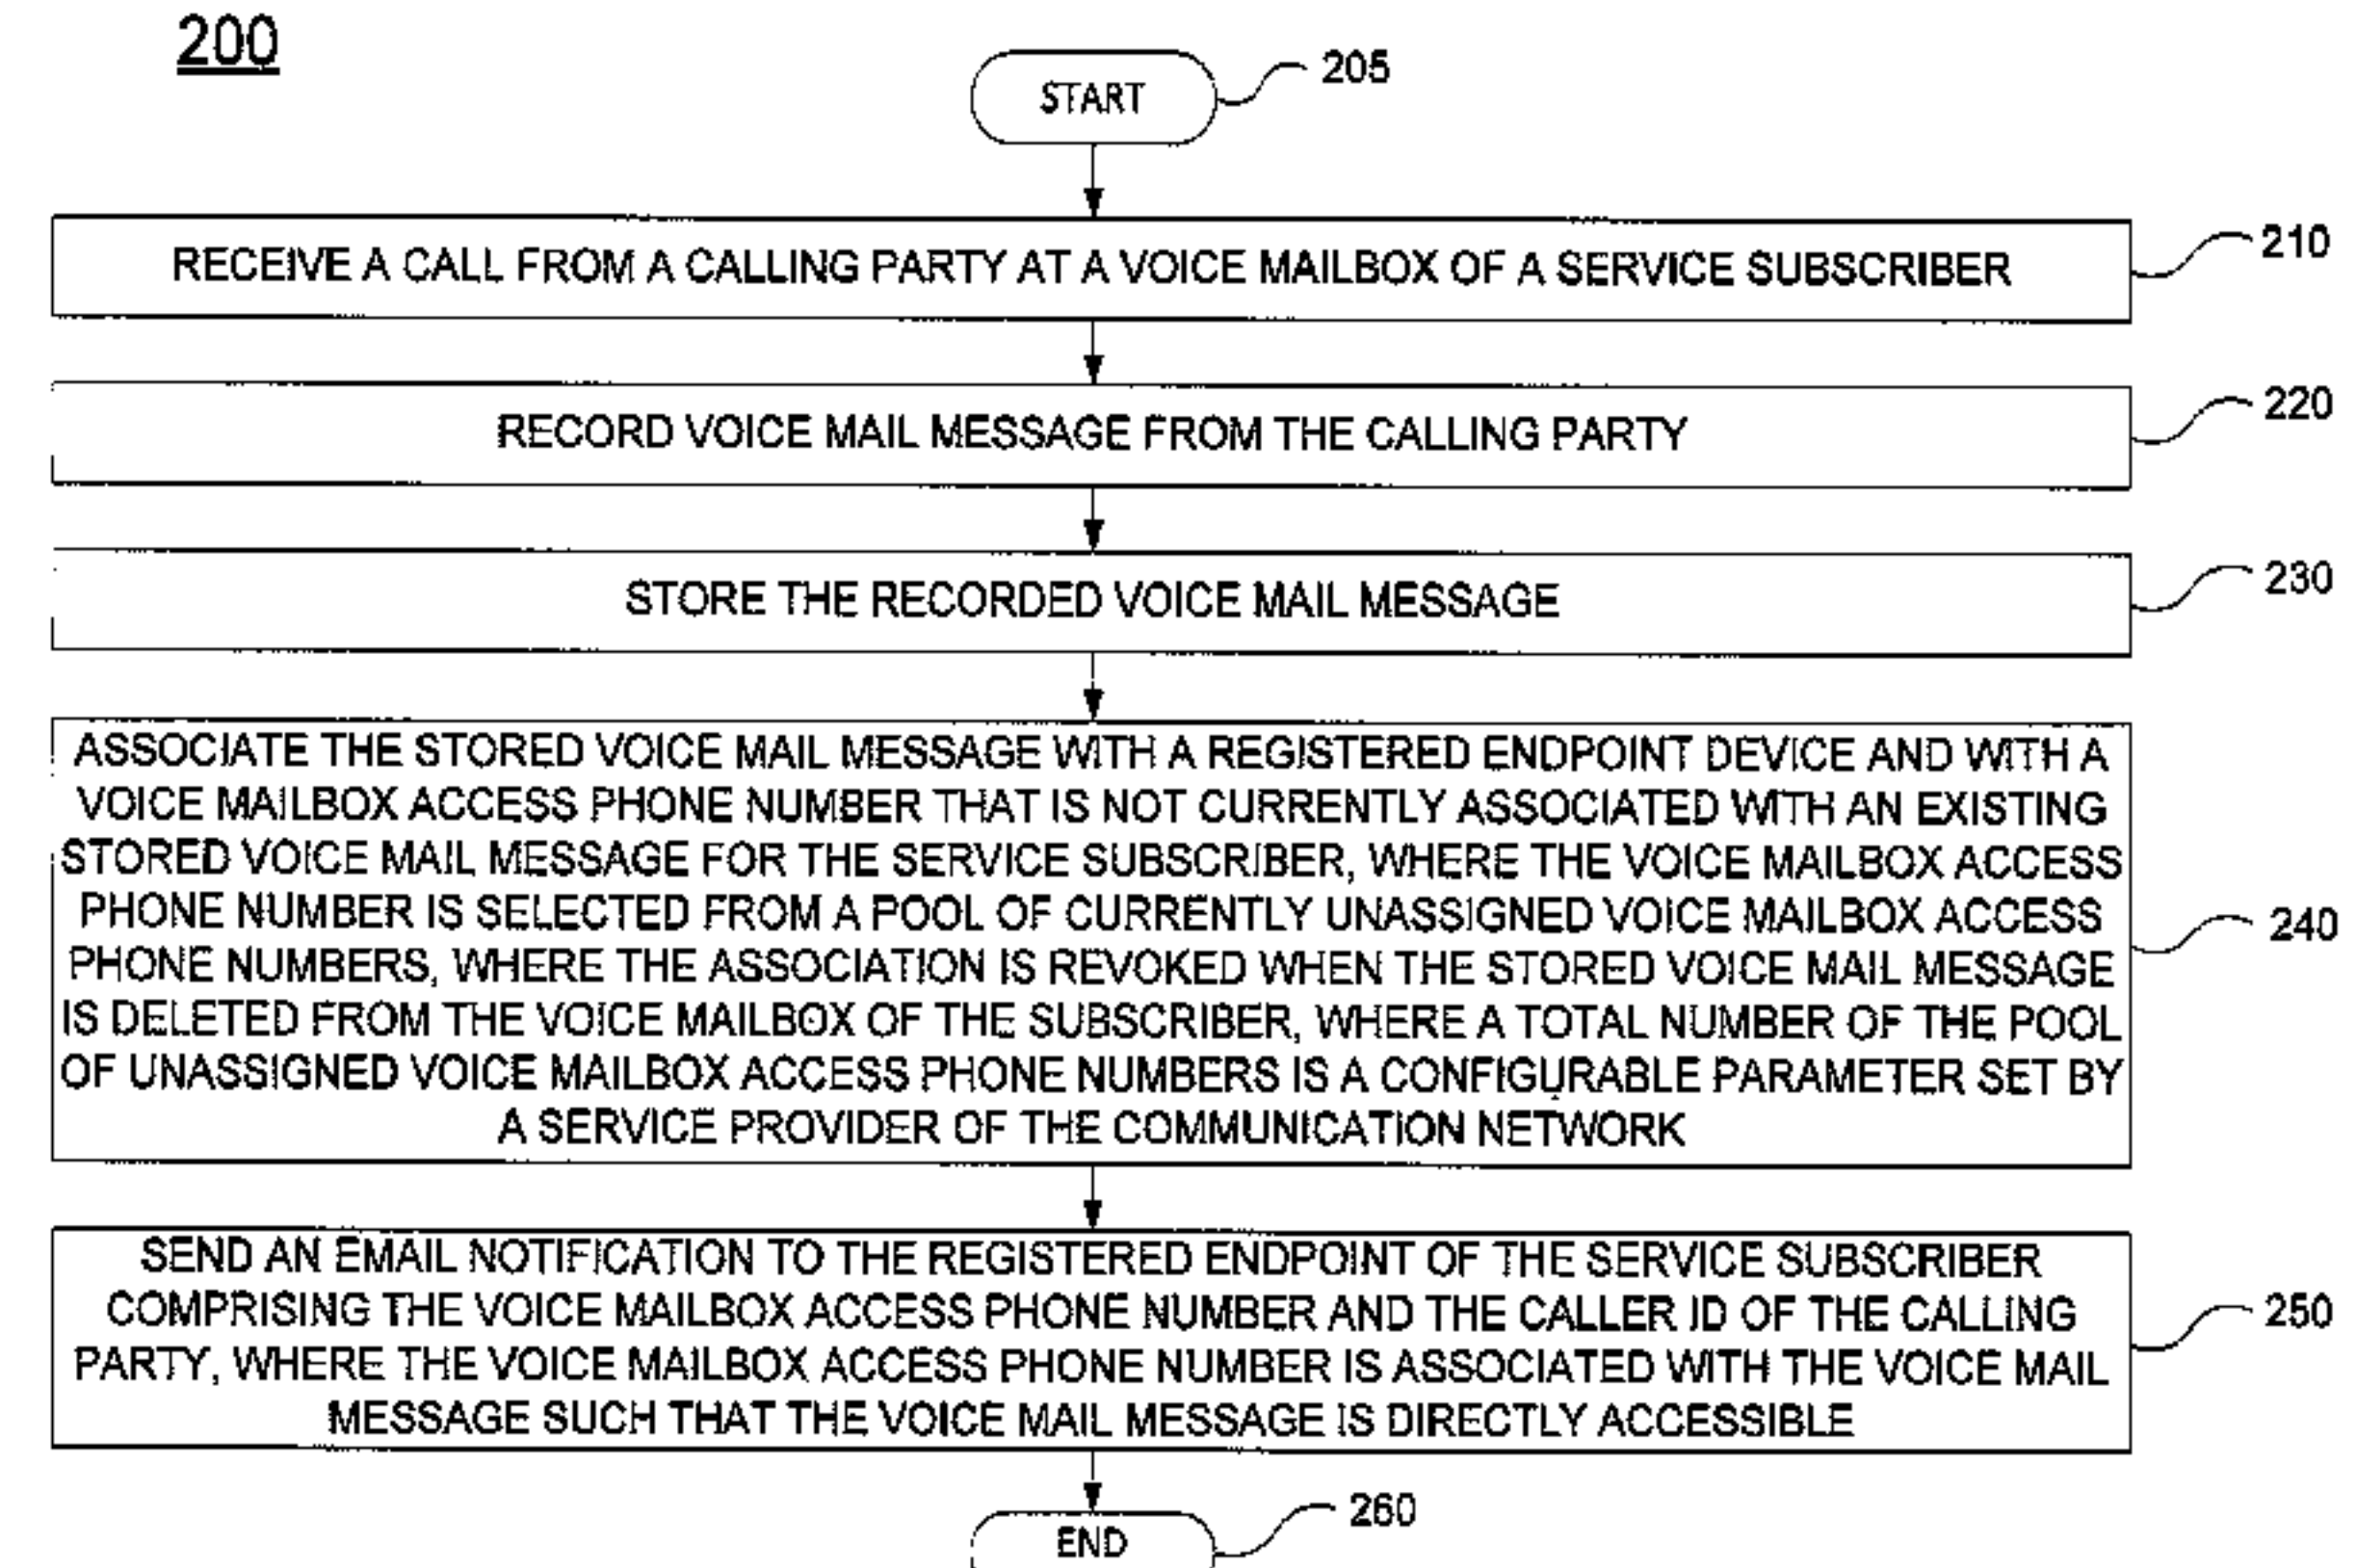 200
START
205
RECEIVE A CALL FROM A CALLING PARTY AT A VOICE MAILBOX OF A SERVICE SUBSCRIBER
210
RECORD VOICE MAIL MESSAGE FROM THE CALLING PARTY
220
STORE THE RECORDED VOICE MAIL MESSAGE
230
ASSOCIATE THE STORED VOICE MAIL MESSAGE WITH A REGISTERED ENDPOINT DEVICE AND WITH A
VOICE MAILBOX ACCESS PHONE NUMBER THAT IS NOT CURRENTLY ASSOCIATED WITH AN EXISTING
STORED VOICE MAIL MESSAGE FOR THE SERVICE SUBSCRIBER, WHERE THE VOICE MAILBOX ACCESS
PHONE NUMBER IS SELECTED FROM A POOL OF CURRENTLY UNASSIGNED VOICE MAILBOX ACCESS
PHONE NUMBERS, WHERE THE ASSOCIATION IS REVOKED WHEN THE STORED VOICE MAIL MESSAGE
IS DELETED FROM THE VOICE MAILBOX OF THE SUBSCRIBER, WHERE A TOTAL NUMBER OF THE POOL
OF UNASSIGNED VOICE MAILBOX ACCESS PHONE NUMBERS IS A CONFIGURABLE PARAMETER SET BY
A SERVICE PROVIDER OF THE COMMUNICATION NETWORK
240
SEND AN EMAIL NOTIFICATION TO THE REGISTERED ENDPOINT OF THE SERVICE SUBSCRIBER
COMPRISING THE VOICE MAILBOX ACCESS PHONE NUMBER AND THE CALLER ID OF THE CALLING
PARTY, WHERE THE VOICE MAILBOX ACCESS PHONE NUMBER IS ASSOCIATED WITH THE VOICE MAIL
MESSAGE SUCH THAT THE VOICE MAIL MESSAGE IS DIRECTLY ACCESSIBLE
250
END
260